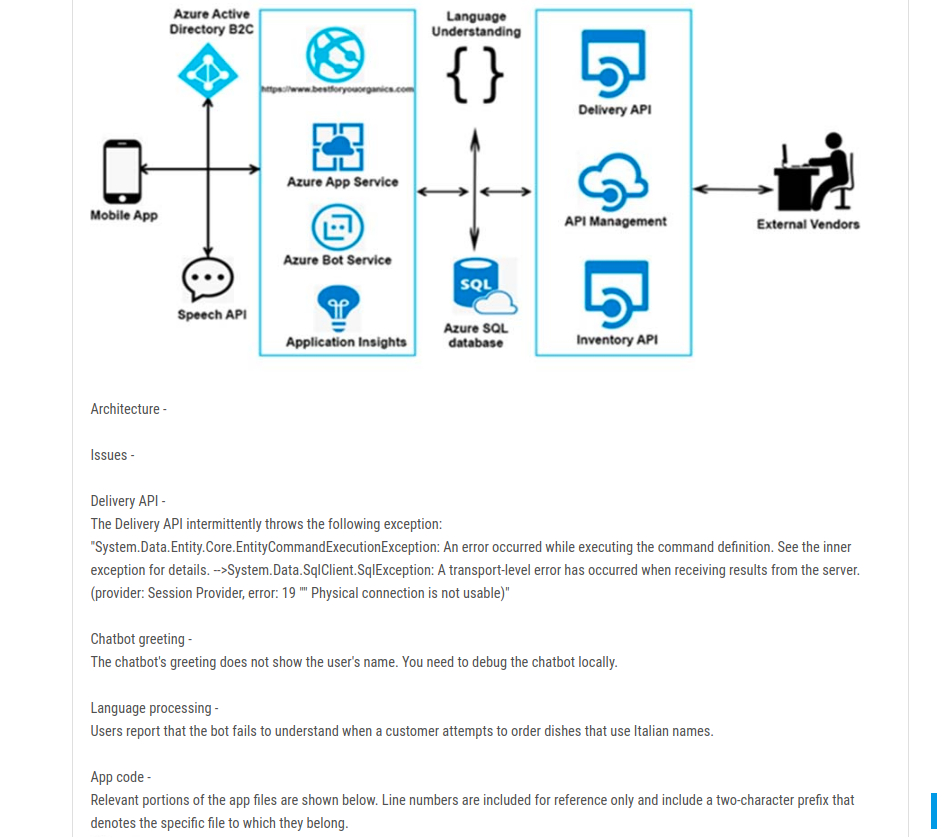 Azure Active
Directory B2C
Language
Understanding
https://www.bestforyouorganics.com
Delivery API
Azure App Service
Mobile App
API Management
External Vendors
Azure Bot Service
SQL
Speech API
Azure SQL
database
Application Insights
Inventory API
Architecture -
Issues -
Delivery API -
The Delivery API intermittently throws the following exception:
"System.Data.Entity.Core.EntityCommandExecutionException: An error occurred while executing the command definition. See the inner
exception for details. -->System.Data.SqlClient.SqlException: A transport-level error has occurred when receiving results from the server.
(provider: Session Provider, error: 19 "" Physical connection is not usable)"
Chatbot greeting -
The chatbot's greeting does not show the user's name. You need to debug the chatbot locally.
Language processing -
Users report that the bot fails to understand when a customer attempts to order dishes that use Italian names.
App code -
Relevant portions of the app files are shown below. Line numbers are included for reference only and include a two-character prefix that
denotes the specific file to which they belong.